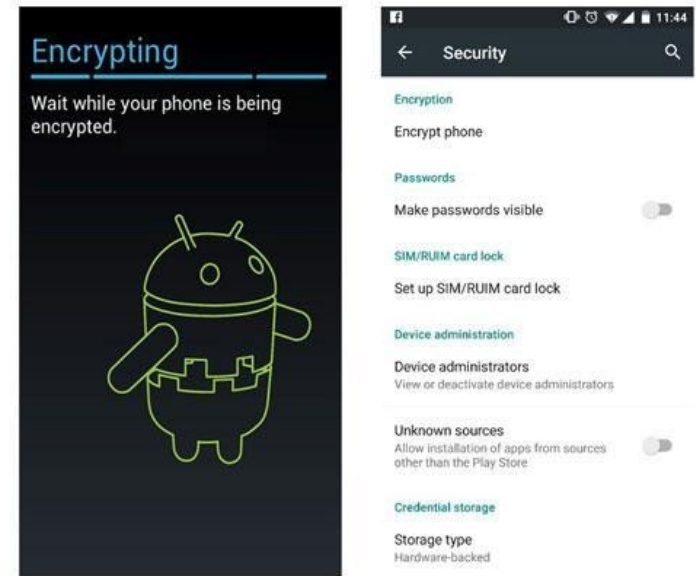 Encrypting
Wait while your phone is being
encrypted.
11:44
Security
Encryption
Encrypt phone
Passwords
Make passwords visible
SIM/RUIM card lock
Set up SIM/RUIM card lock
Device administration
Device administrators
View or deactivate device administrators
Unknown sources
Allow installation of apps from sources
other than the Play Store
Credential storage
Storage type
Hardware-backed